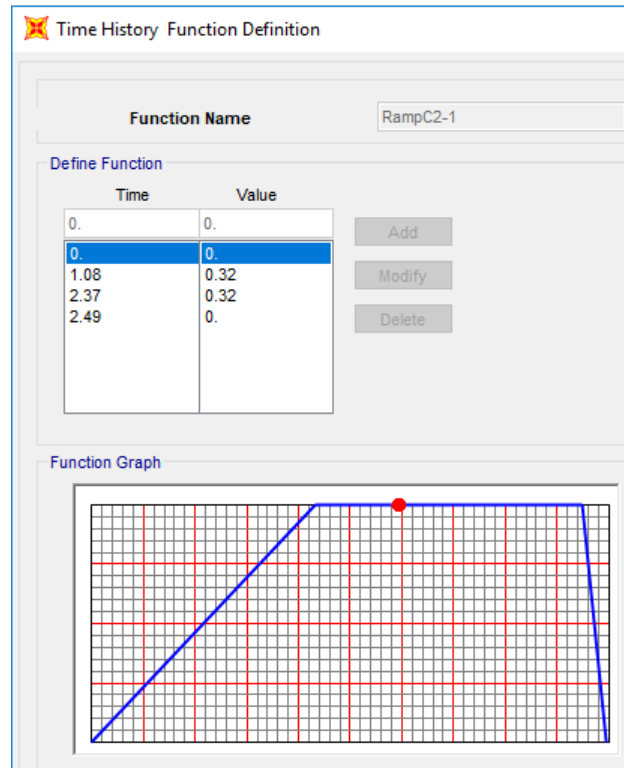 Time History Function Definition
Function Name RampC2-1
Define Function
Time Value
0. 0. Add
0. 0.
1.08 0.32 Modify
2.37 0.32
2.49 0. Delete
Function Graph